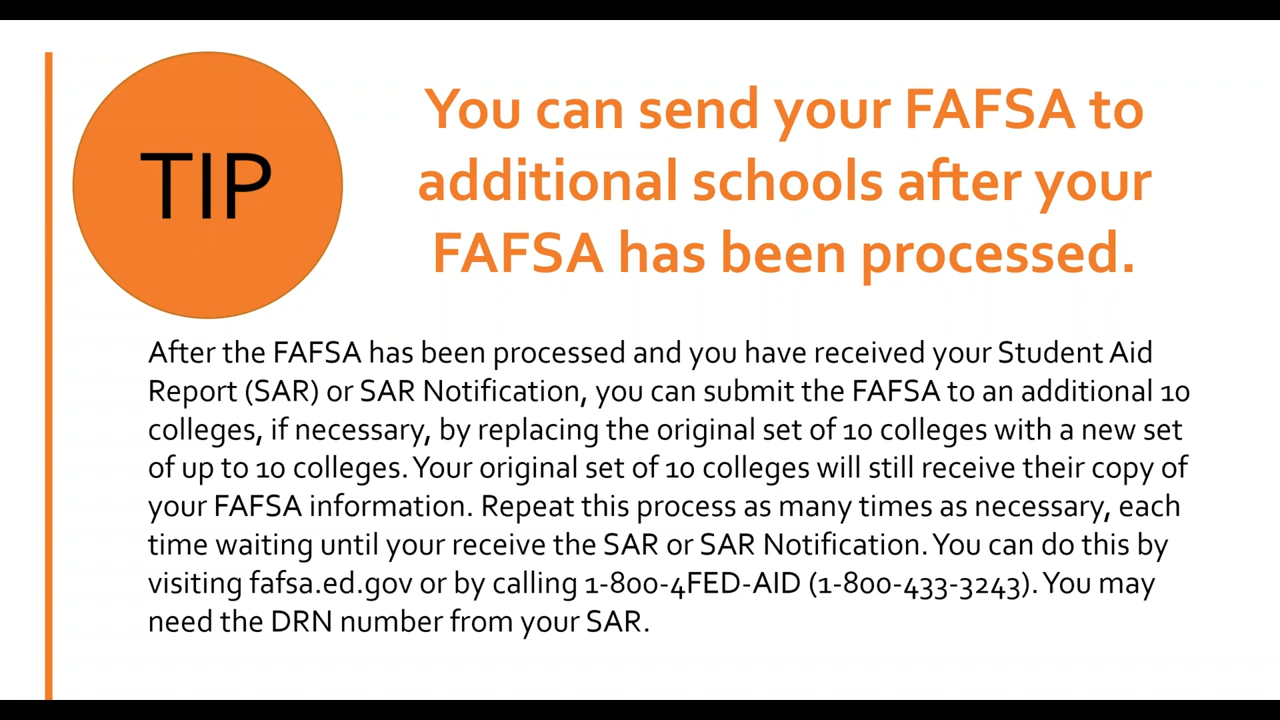 TIP
You can send your FAFSA to
additional schools after your
FAFSA has been processed.
After the FAFSA has been processed and you have received your Student Aid
Report (SAR) or SAR Notification, you can submit the FAFSA to an additional 10
colleges, if necessary, by replacing the original set of 10 colleges with a new set
of up to 10 colleges. Your original set of 10 colleges will still receive their copy of
your FAFSA information. Repeat this process as many times as necessary, each
time waiting until your receive the SAR or SAR Notification. You can do this by
visiting fafsa.ed.gov or by calling 1-800-4FED-AID (1-800-433-3243). You may
need the DRN number from your SAR.